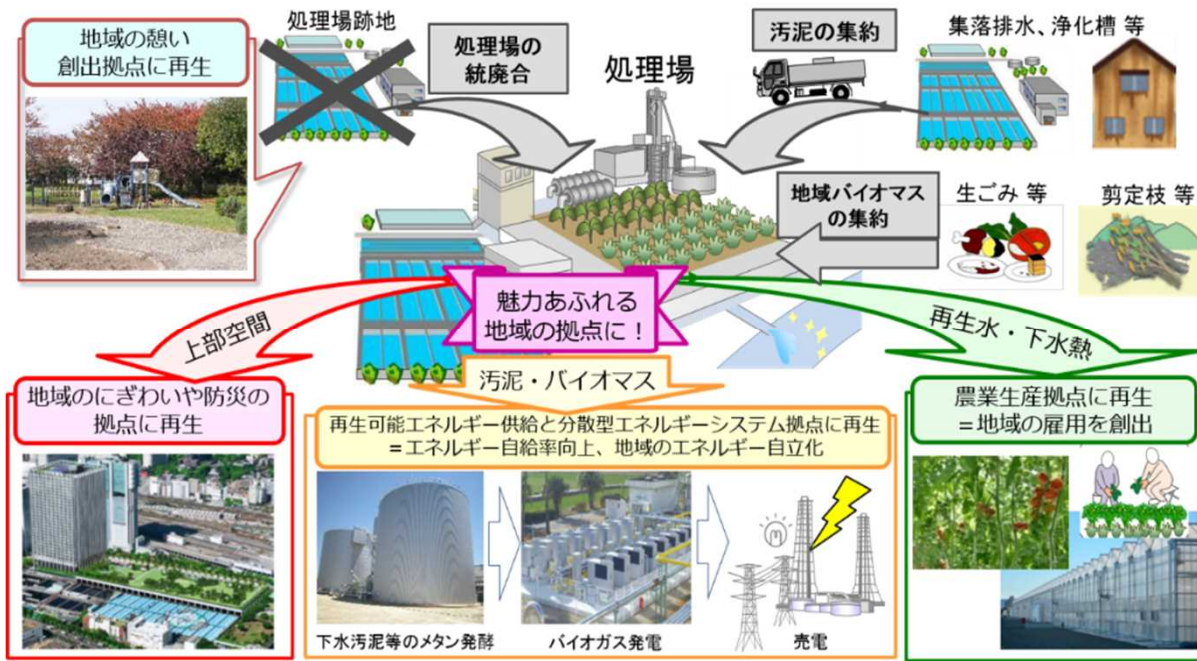 地域の憩い
創出拠点に再生
処理場跡地
処理場の
統廃合
処理場
汚泥の集約
集落排水、浄化槽 等
地域バイオマス
の集約
生ごみ 等
剪定枝 等
魅力あふれる
地域の拠点に！
上部空間
汚泥・バイオマス
再生水・下水熱
地域のにぎわいや防災の
拠点に再生
再生可能エネルギー供給と分散型エネルギーシステム拠点に再生
＝エネルギー自給率向上、地域のエネルギー自立化
下水汚泥等のメタン発酵
バイオガス発電
売電
農業生産拠点に再生
＝地域の雇用を創出